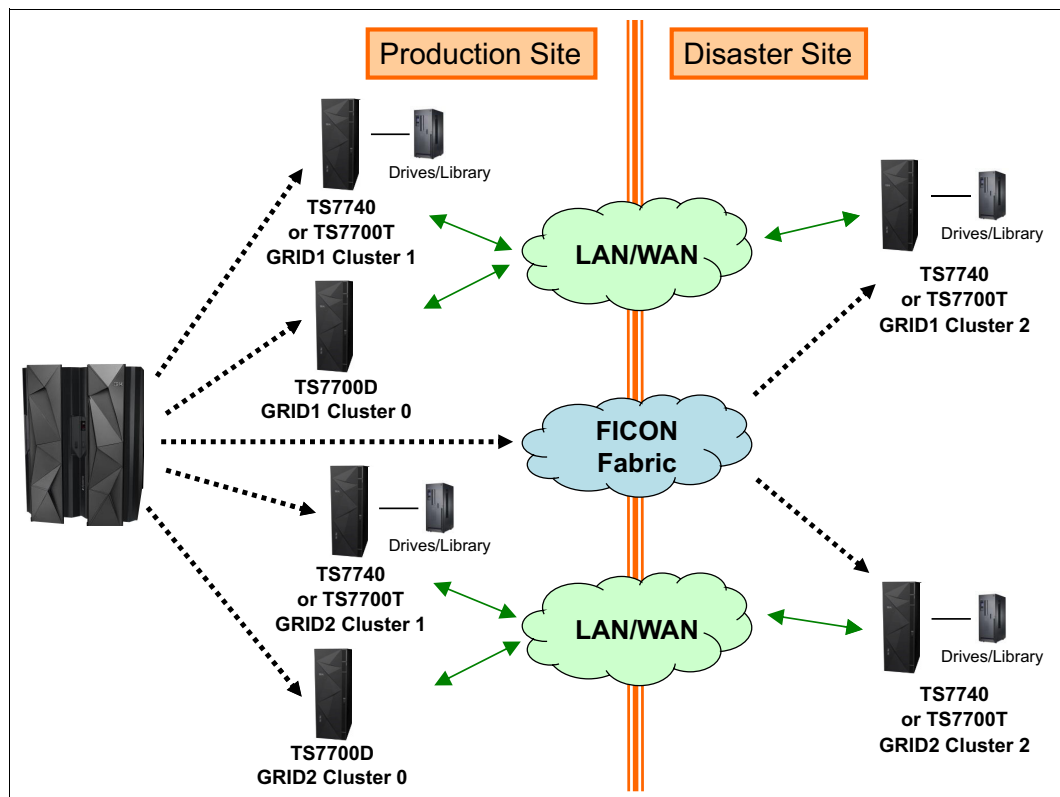 Production Site
Disaster Site
Drives/Library
TS7740
or TS7700T
GRID1 Cluster 1
LAN/WAN
Drives/Library
TS7740
or TS7700T
GRID1 Cluster 2
TS7700D
GRID1 Cluster 0
FICON
Fabric
Drives/Library
TS7740
or TS7700T
GRID2 Cluster 1
LAN/WAN
Drives/Library
TS7740
or TS7700T
GRID2 Cluster 2
TS7700D
GRID2 Cluster 0